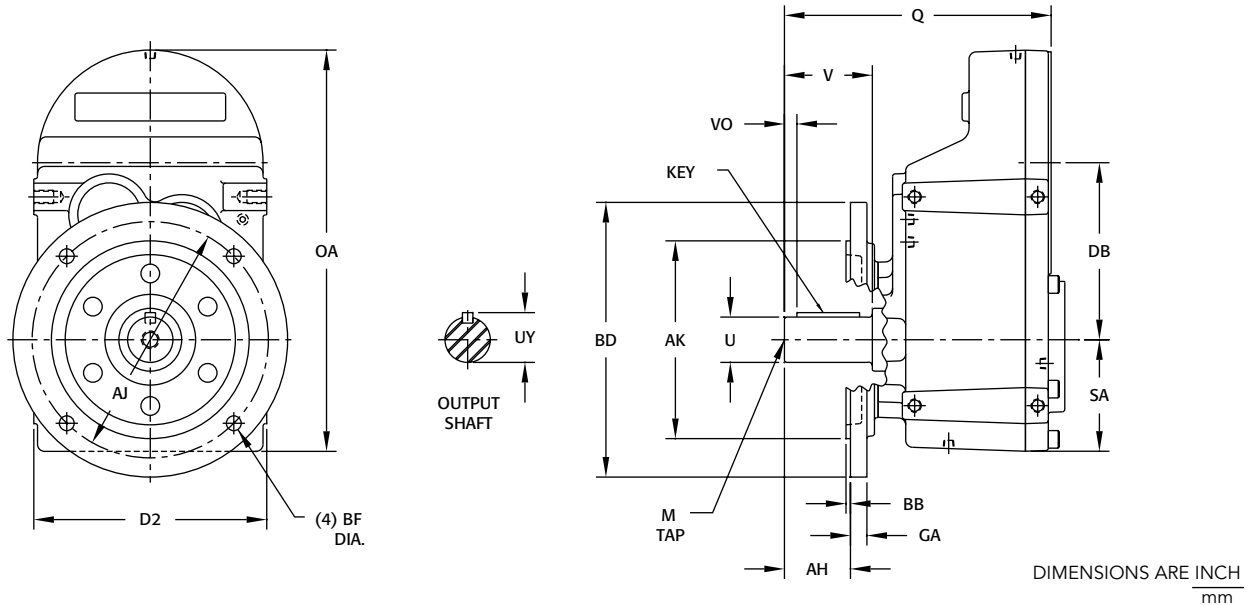 Q
V
VO
KEY
OA
DB
UY
BD
AK
U
AJ
SA
OUTPUT
SHAFT
D2
(4) BF
DIA.
M
TAP
BB
GA
AH
DIMENSIONS ARE INCH
mm